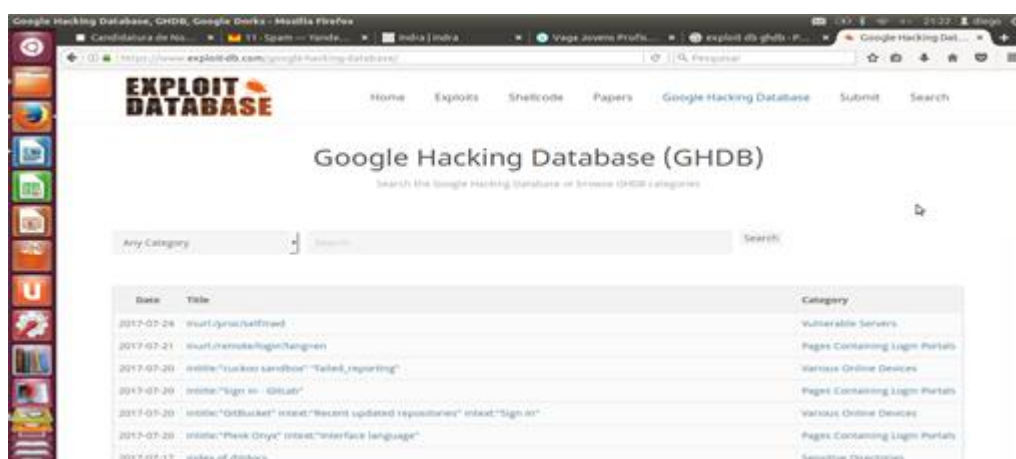 Google Hacking Database, GHDB, Google Dorks - Mozilla Firefox
21:22 diego
Candidatura de No...
11 · Spam — Yande...
Indra | Indra
Vaga Jovens Profis...
exploit db ghdb - P...
Google Hacking Dat...
https://www.exploit-db.com/google-hacking-database/
Pesquisar
EXPLOIT
DATABASE
Home
Exploits
Shellcode
Papers
Google Hacking Database
Submit
Search
Google Hacking Database (GHDB)
Search the Google Hacking Database or browse GHDB categories
Any Category
Search
Search
Date Title Category
2017-07-24 inurl:/proc/self/cwd Vulnerable Servers
2017-07-21 inurl:/remote/login?lang=en Pages Containing Login Portals
2017-07-20 intitle:"cuckoo sandbox" "failed_reporting" Various Online Devices
2017-07-20 intitle:"Sign in · GitLab" Pages Containing Login Portals
2017-07-20 intitle:"GitBucket" intext:"Recent updated repositories" intext:"Sign in" Various Online Devices
2017-07-20 intitle:"Plesk Onyx" intext:"Interface language" Pages Containing Login Portals
2017-07-17 Sensitive Directories